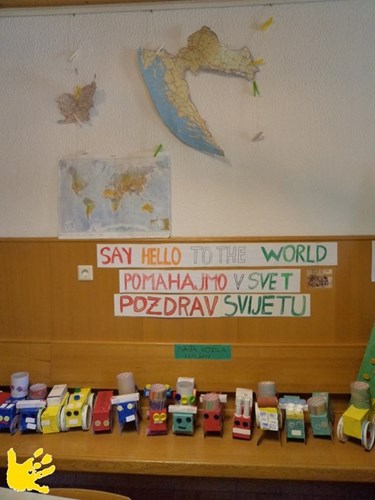 SAY HELLO TO THE WORLD
POMAHAJMO V SVET
POZDRAV SVIJETU